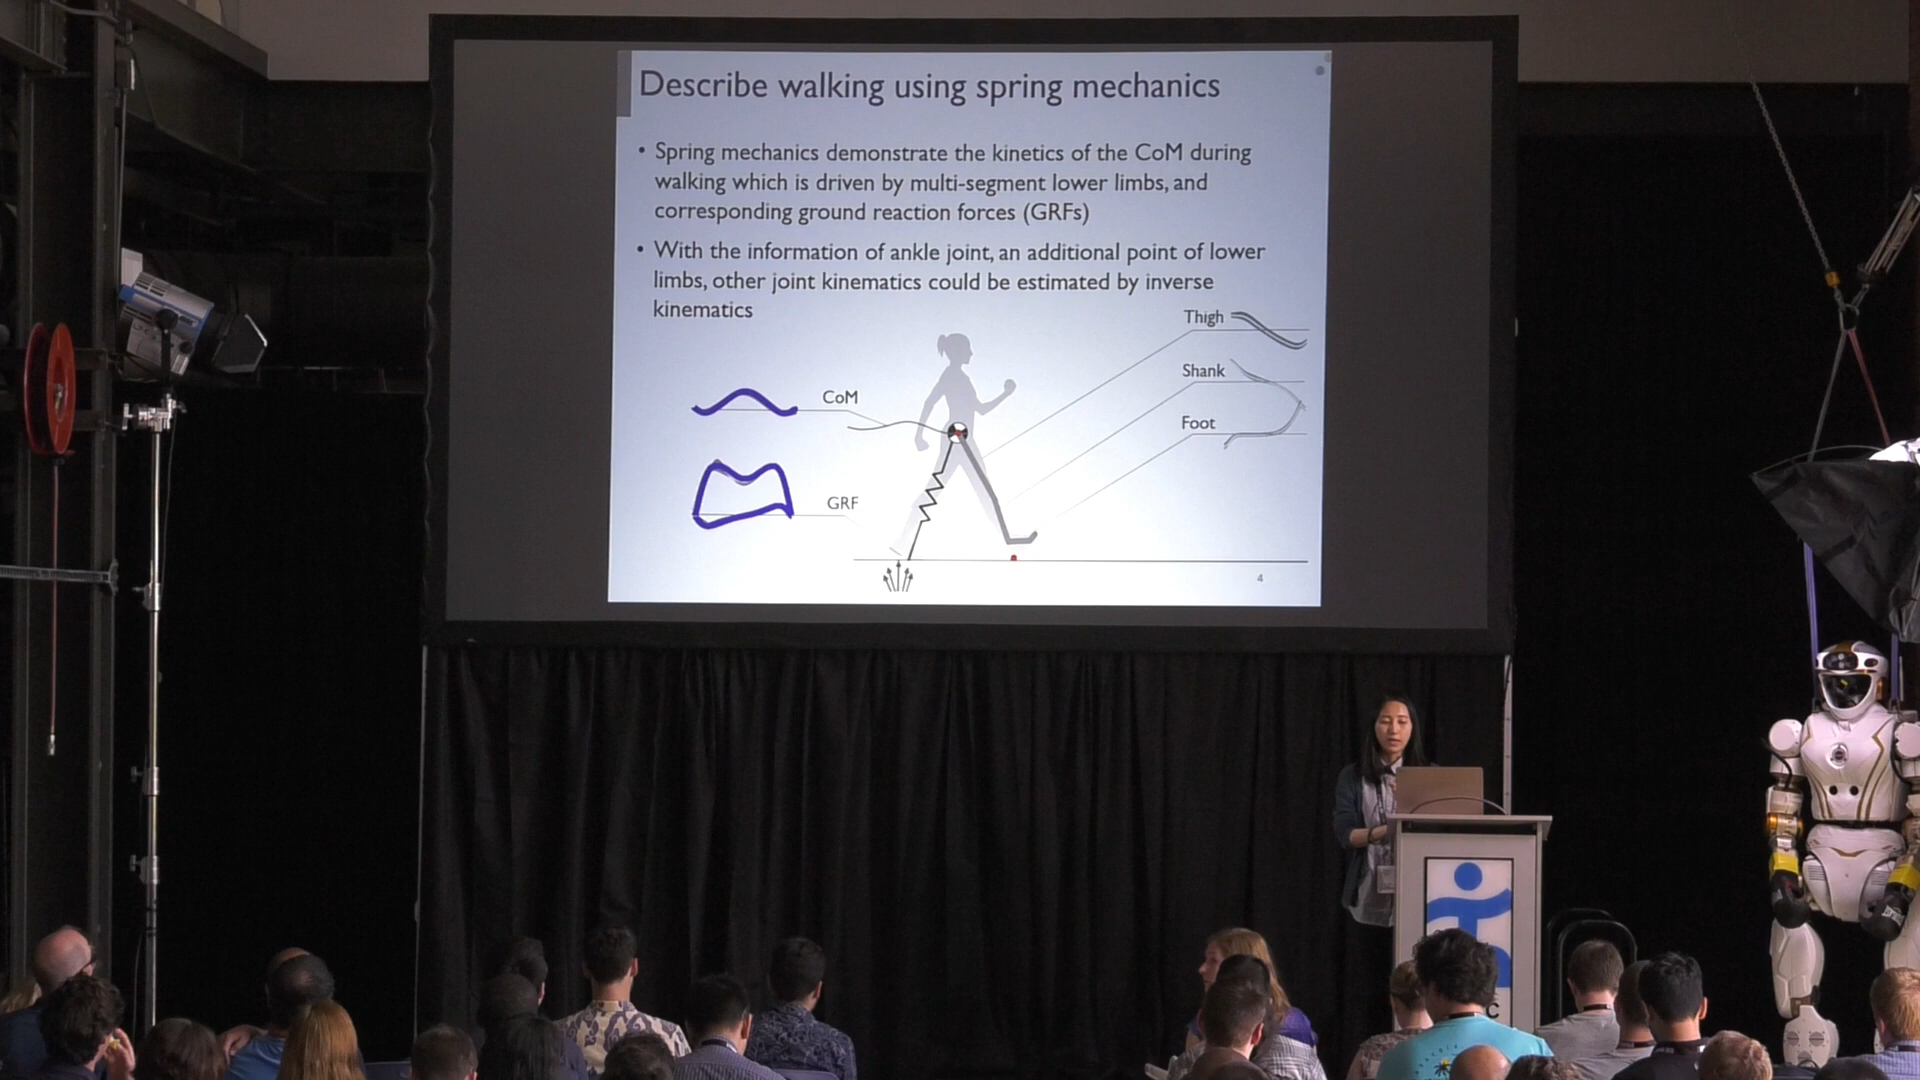 Describe walking using spring mechanics
• Spring mechanics demonstrate the kinetics of the CoM during
walking which is driven by multi-segment lower limbs, and
corresponding ground reaction forces (GRFs)
• With the information of ankle joint, an additional point of lower
limbs, other joint kinematics could be estimated by inverse
kinematics
Thigh
Shank
Foot
CoM
GRF
4